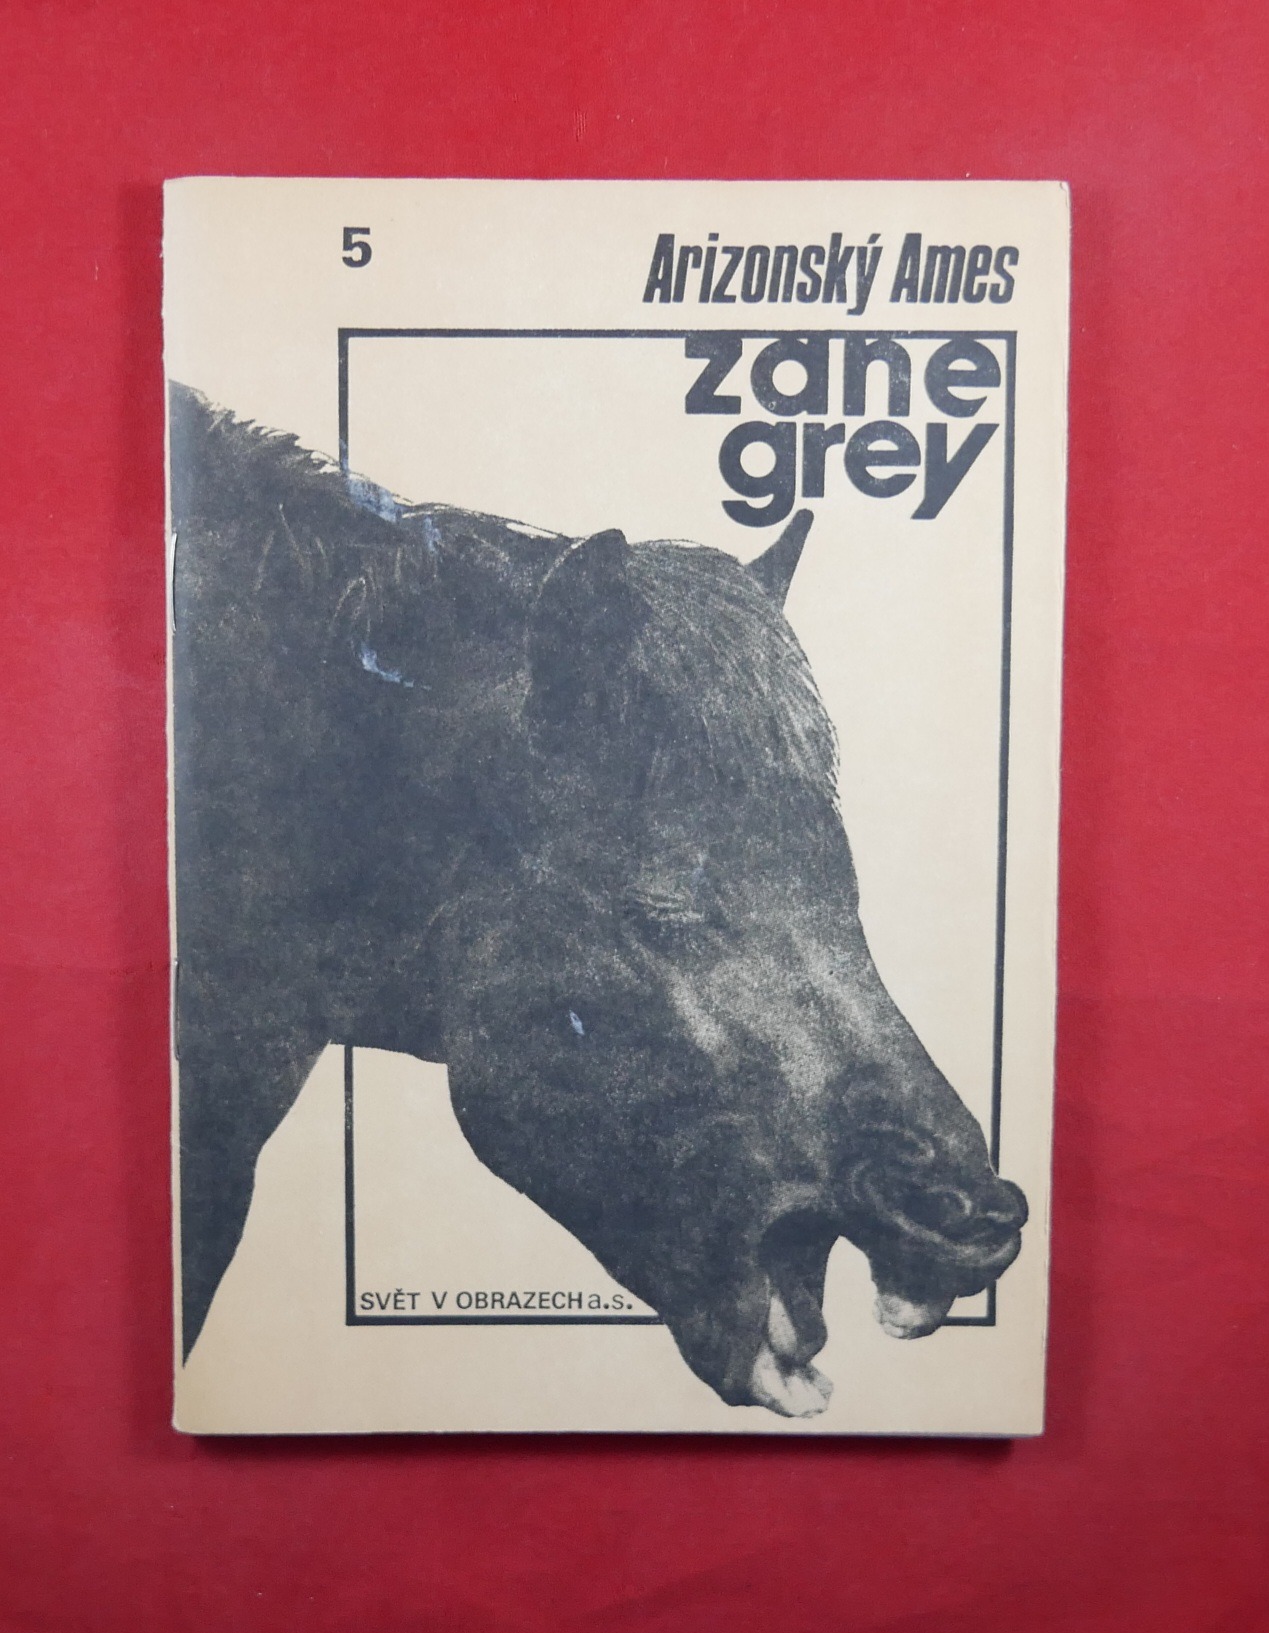 5
Arizonský Ames
zane
grey
SVĚT V OBRAZECH a.s.